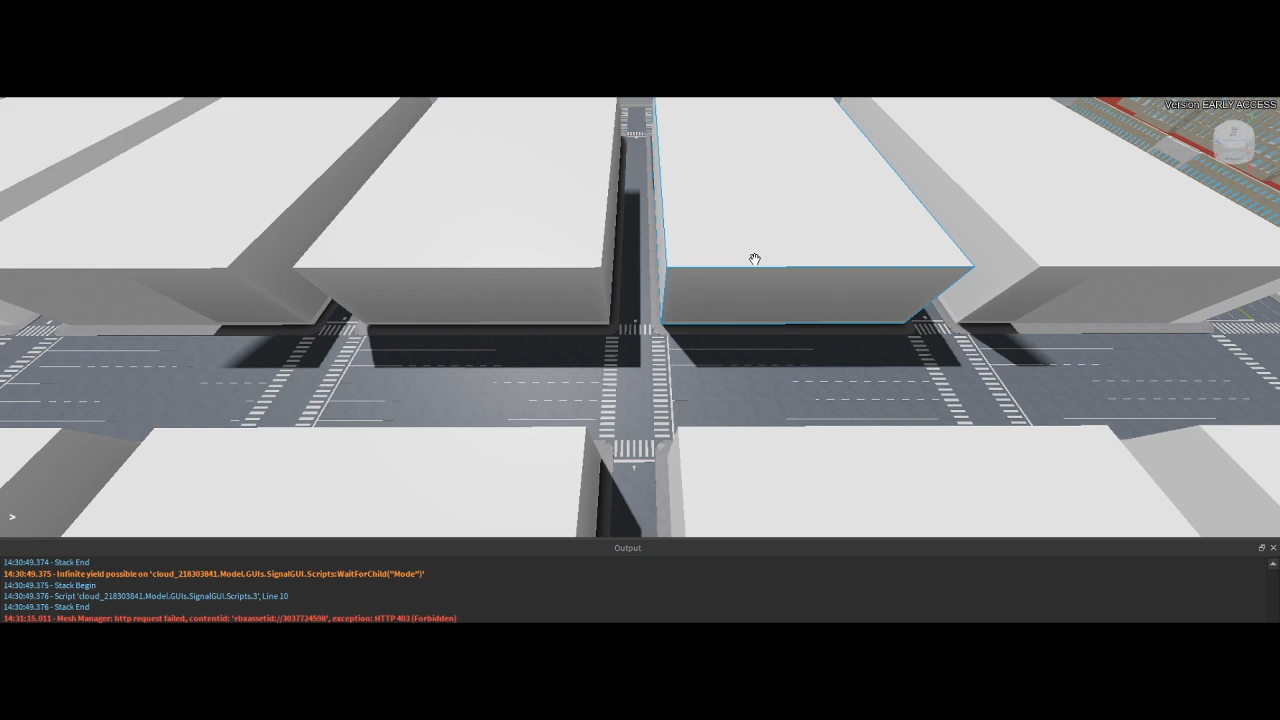 Version EARLY ACCESS
>
Output
14:30:49.374 - Stack End
14:30:49.375 - Infinite yield possible on 'cloud_218303841.Model.GUIs.SignalGUI.Scripts:WaitForChild("Mode")'
14:30:49.375 - Stack Begin
14:30:49.376 - Script 'cloud_218303841.Model.GUIs.SignalGUI.Scripts.3', Line 10
14:30:49.376 - Stack End
14:31:15.011 - Mesh Manager: http request failed, contentid: 'rbxassetid://3037724598', exception: HTTP 403 (Forbidden)